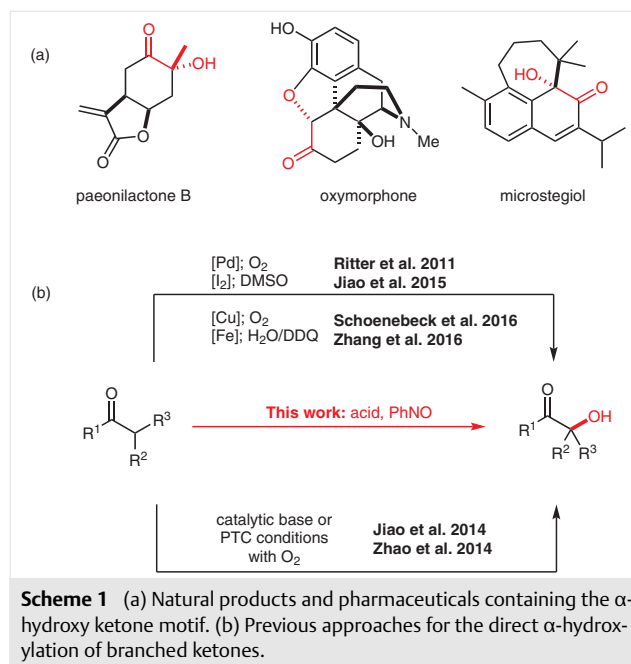 (a)
O
OH
O
O
paeonilactone B
HO
O
O
OH
N
Me
oxymorphone
HO
O
microstegiol
(b)
[Pd]; O2 Ritter et al. 2011
[I2]; DMSO Jiao et al. 2015
[Cu]; O2 Schoenebeck et al. 2016
[Fe]; H2O/DDQ Zhang et al. 2016
O
R1
R2
R3
This work: acid, PhNO
O
R1
OH
R2
R3
catalytic base or
PTC conditions
with O2
Jiao et al. 2014
Zhao et al. 2014
Scheme 1 (a) Natural products and pharmaceuticals containing the α-
hydroxy ketone motif. (b) Previous approaches for the direct α-hydrox-
ylation of branched ketones.